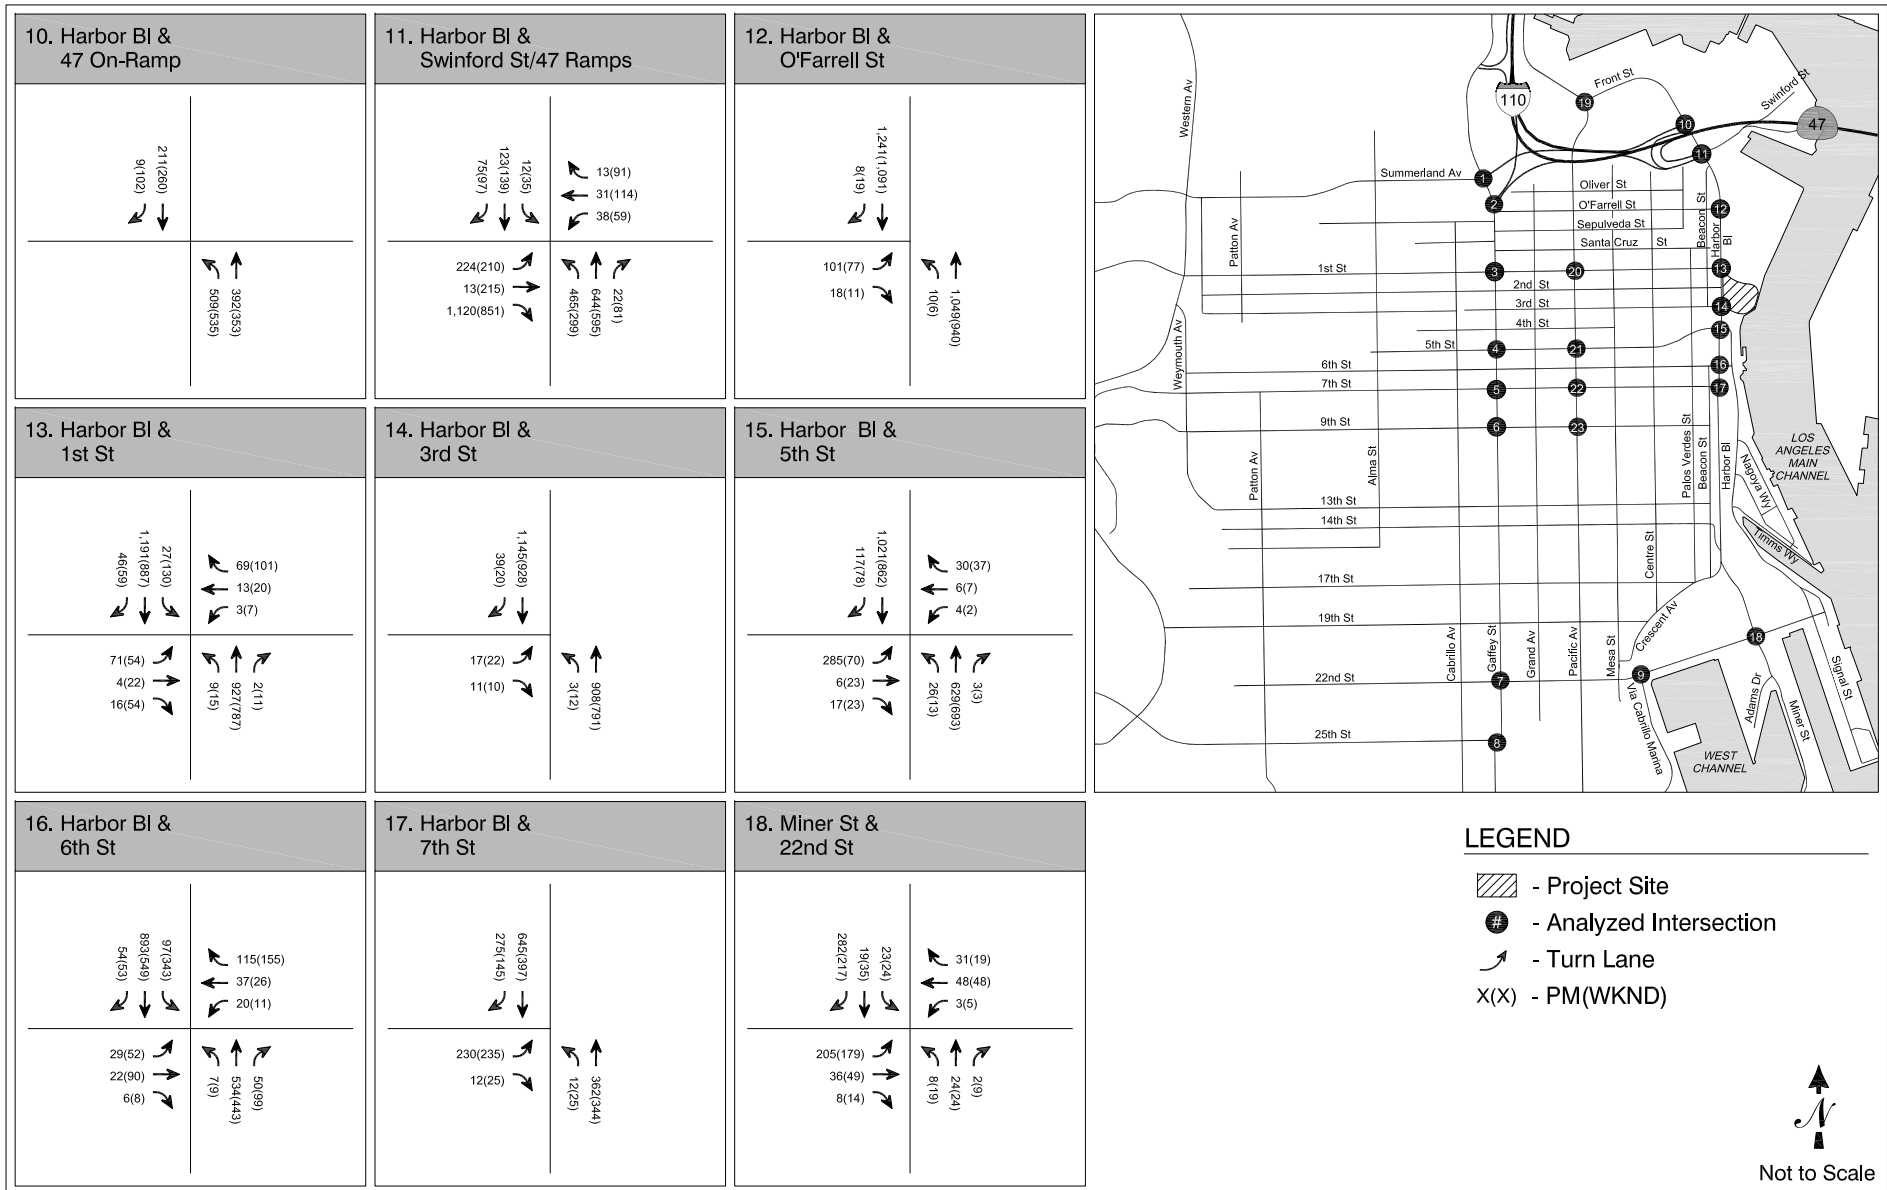 10. Harbor Bl &
47 On-Ramp
9(102)
211(260)
509(535)
392(353)
11. Harbor Bl &
Swinford St/47 Ramps
75(97)
123(139)
12(35)
13(91)
31(114)
38(59)
224(210)
13(215)
1,120(851)
465(299)
644(595)
22(81)
12. Harbor Bl &
O'Farrell St
8(19)
1,241(1,091)
101(77)
18(11)
10(6)
1,049(940)
13. Harbor Bl &
1st St
46(59)
1,191(887)
27(130)
69(101)
13(20)
3(7)
71(54)
4(22)
16(54)
9(15)
927(787)
2(11)
14. Harbor Bl &
3rd St
39(20)
1,145(928)
17(22)
11(10)
3(12)
908(791)
15. Harbor Bl &
5th St
117(78)
1,021(862)
30(37)
6(7)
4(2)
285(70)
6(23)
17(23)
26(13)
629(693)
3(3)
16. Harbor Bl &
6th St
54(53)
893(549)
97(343)
115(155)
37(26)
20(11)
29(52)
22(90)
6(8)
7(9)
534(443)
50(99)
17. Harbor Bl &
7th St
275(145)
645(397)
230(235)
12(25)
12(25)
362(344)
18. Miner St &
22nd St
282(217)
19(35)
23(24)
31(19)
48(48)
3(5)
205(179)
36(49)
8(14)
8(19)
24(24)
2(9)
Western Av
110
19
Front St
Swinford St
10
47
11
1
Summerland Av
2
Oliver St
O'Farrell St
12
Sepulveda St
Santa Cruz St
Beacon St
Harbor Bl
Patton Av
1st St
3
20
13
2nd St
3rd St
14
4th St
15
5th St
4
21
6th St
16
Weymouth Av
7th St
5
22
17
9th St
6
23
Patton Av
Alma St
Palos Verdes St
Beacon St
Harbor Bl
Nagoya Wy
LOS
ANGELES
MAIN
CHANNEL
13th St
14th St
Timms Wy
Centre St
17th St
19th St
Crescent Av
18
Cabrillo Av
Gaffey St
Grand Av
Pacific Av
Mesa St
22nd St
7
9
Via Cabrillo Marina
Adams Dr
Miner St
Signal St
25th St
8
WEST
CHANNEL
LEGEND
- Project Site
# - Analyzed Intersection
- Turn Lane
X(X) - PM(WKND)
N
Not to Scale